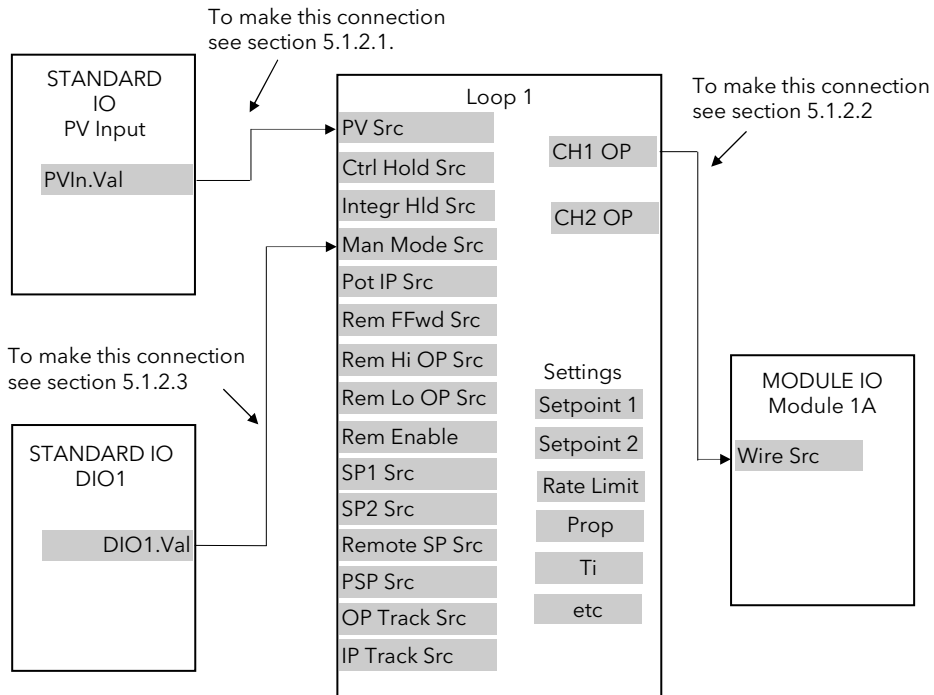 To make this connection
see section 5.1.2.1.
STANDARD
IO
PV Input
PVIn.Val
To make this connection
see section 5.1.2.3
STANDARD IO
DIO1
DIO1.Val
Loop 1
PV Src
Ctrl Hold Src
Integr Hld Src
Man Mode Src
Pot IP Src
Rem FFwd Src
Rem Hi OP Src
Rem Lo OP Src
Rem Enable
SP1 Src
SP2 Src
Remote SP Src
PSP Src
OP Track Src
IP Track Src
CH1 OP
CH2 OP
Settings
Setpoint 1
Setpoint 2
Rate Limit
Prop
Ti
etc
To make this connection
see section 5.1.2.2
MODULE IO
Module 1A
Wire Src